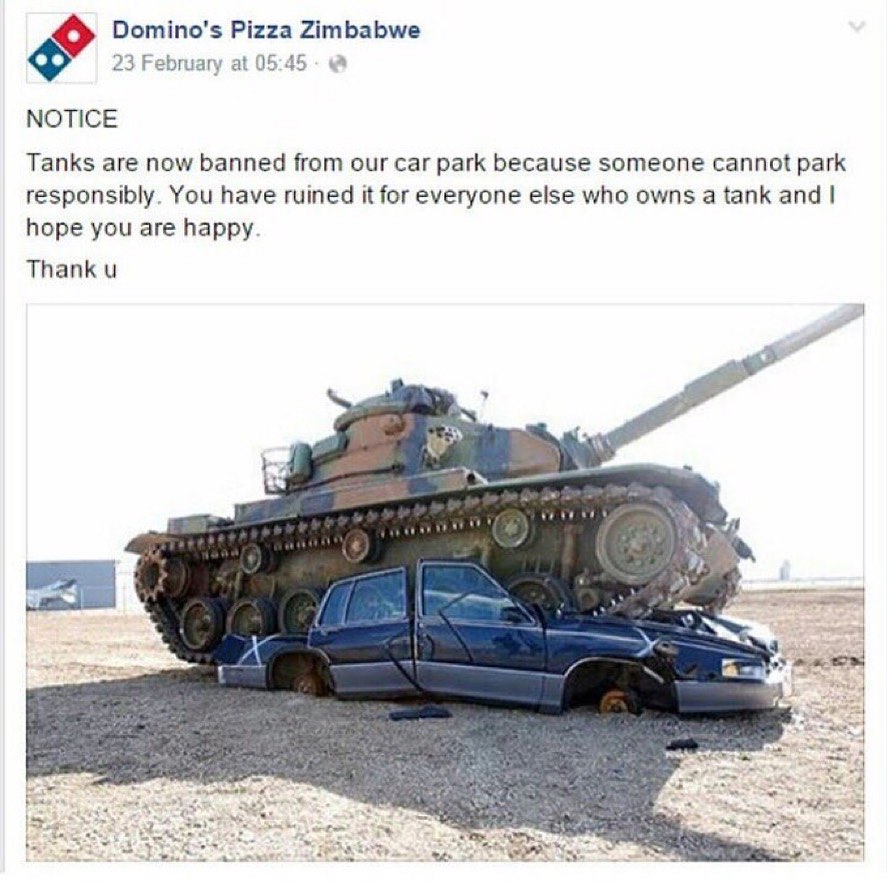 Domino's Pizza Zimbabwe
23 February at 05:45 ·
NOTICE
Tanks are now banned from our car park because someone cannot park
responsibly. You have ruined it for everyone else who owns a tank and I
hope you are happy.
Thank u